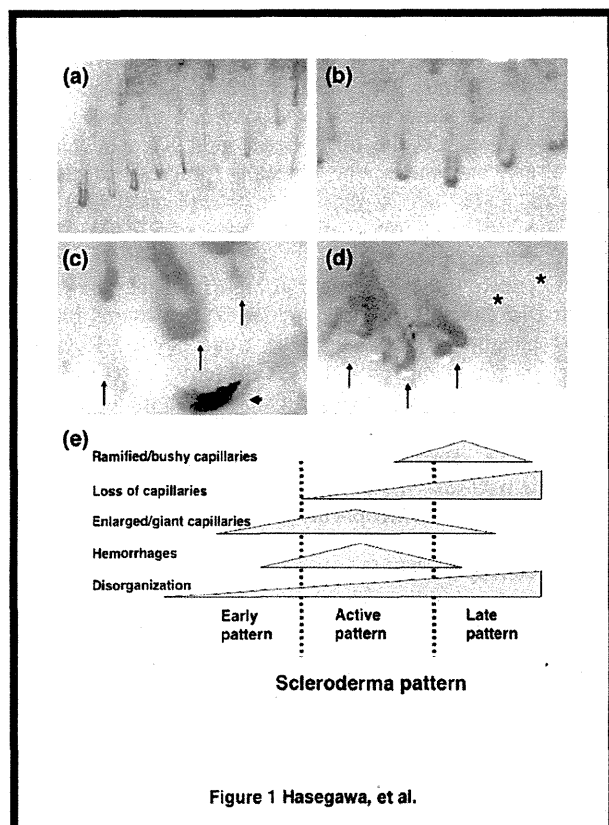 (a)
(b)
(c)
(d)
*
*
(e)
Ramified/bushy capillaries
Loss of capillaries
Enlarged/giant capillaries
Hemorrhages
Disorganization
Early pattern
Active pattern
Late pattern
Scleroderma pattern
Figure 1 Hasegawa, et al.